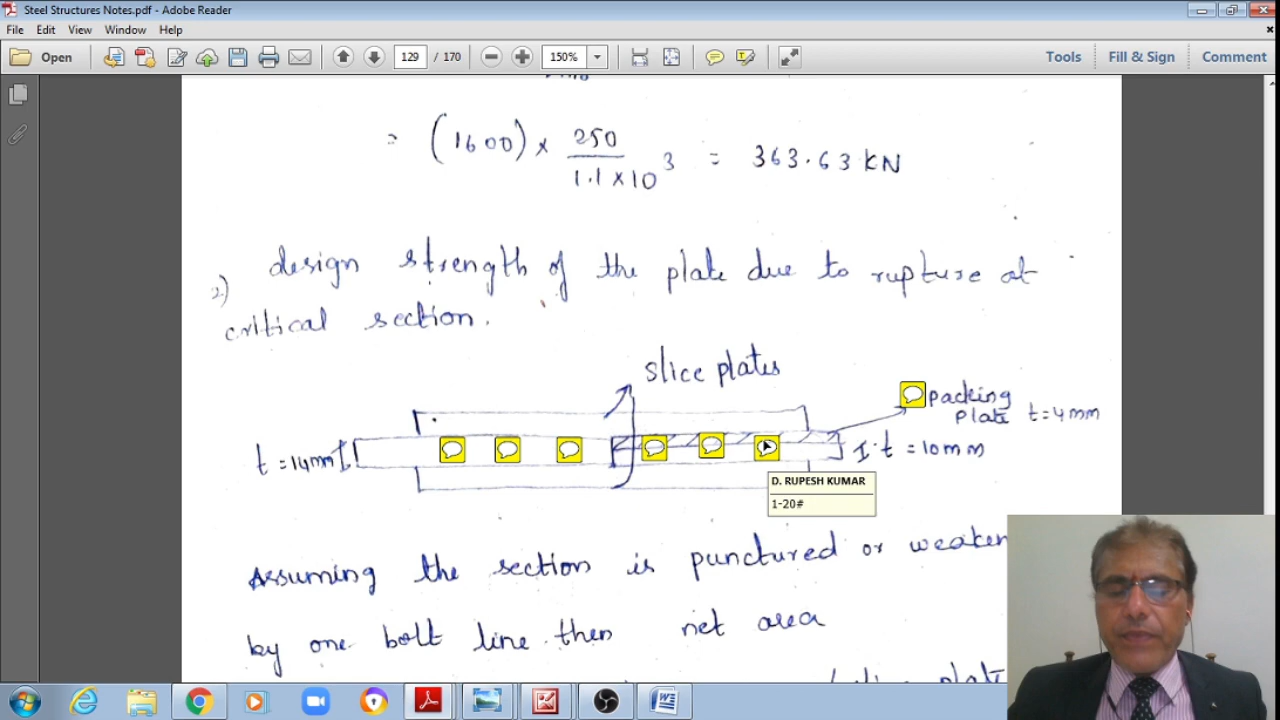 Steel Structures Notes.pdf - Adobe Reader
File Edit View Window Help
Open 129 / 170 150% Tools Fill & Sign Comment
= (1600) × 250 / 1.1 × 10³ = 363.63 KN
2) design strength of the plate due to rupture at
critical section.
slice plates
packing
plate t=4mm
t=14mm
t=10mm
D. RUPESH KUMAR
1-20#
Assuming the section is punctured or weaken
by one bolt line then net area
plate